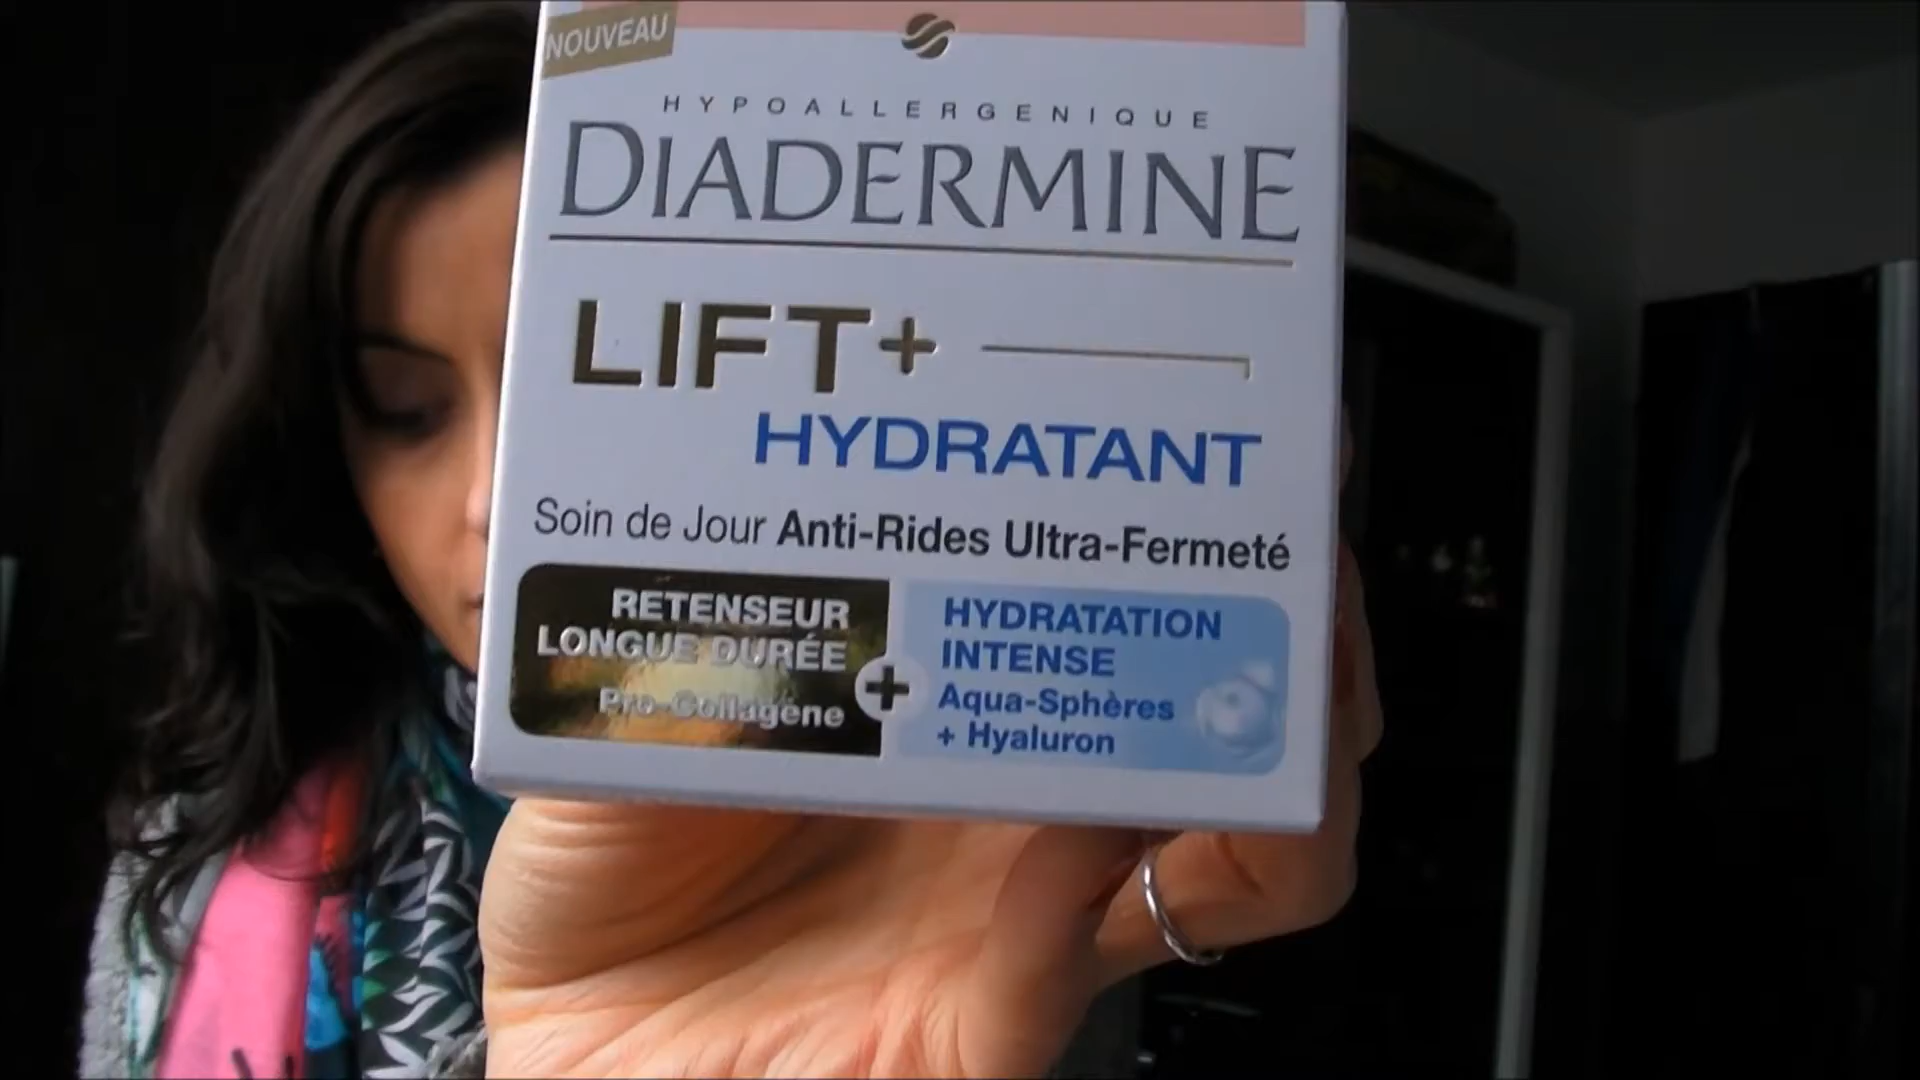 NOUVEAU
HYPOALLERGENIQUE
DIADERMINE
LIFT+
HYDRATANT
Soin de Jour Anti-Rides Ultra-Fermeté
RETENSEUR
LONGUE DURÉE
Pro-Collagène
+
HYDRATATION
INTENSE
Aqua-Sphères
+ Hyaluron